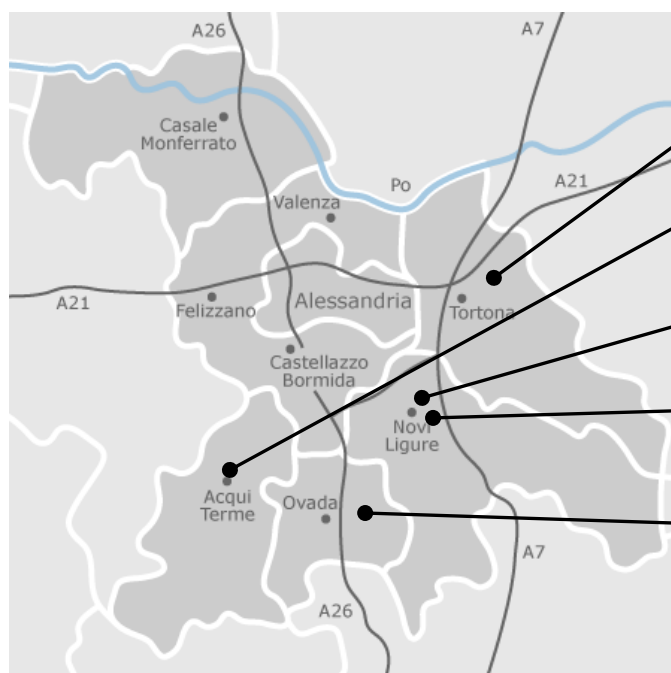 A26
A7
Casale
Monferrato
Po
A21
Valenza
A21
Felizzano
Alessandria
Tortona
Castellazzo
Bormida
Novi
Ligure
Acqui
Terme
Ovada
A7
A26